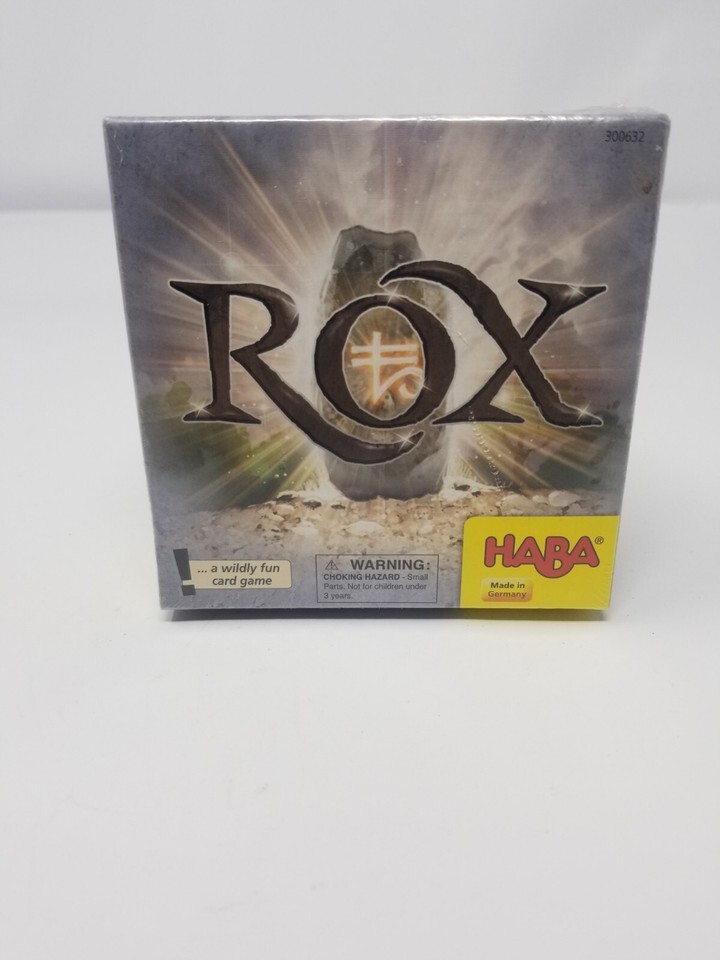 300632
ROX
... a wildly fun
card game
⚠ WARNING:
CHOKING HAZARD - Small
Parts. Not for children under
3 years.
HABA®
Made in
Germany